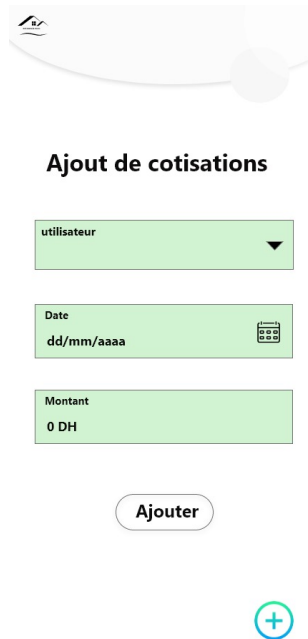 Ajout de cotisations
utilisateur
Date
dd/mm/aaaa
Montant
0 DH
Ajouter